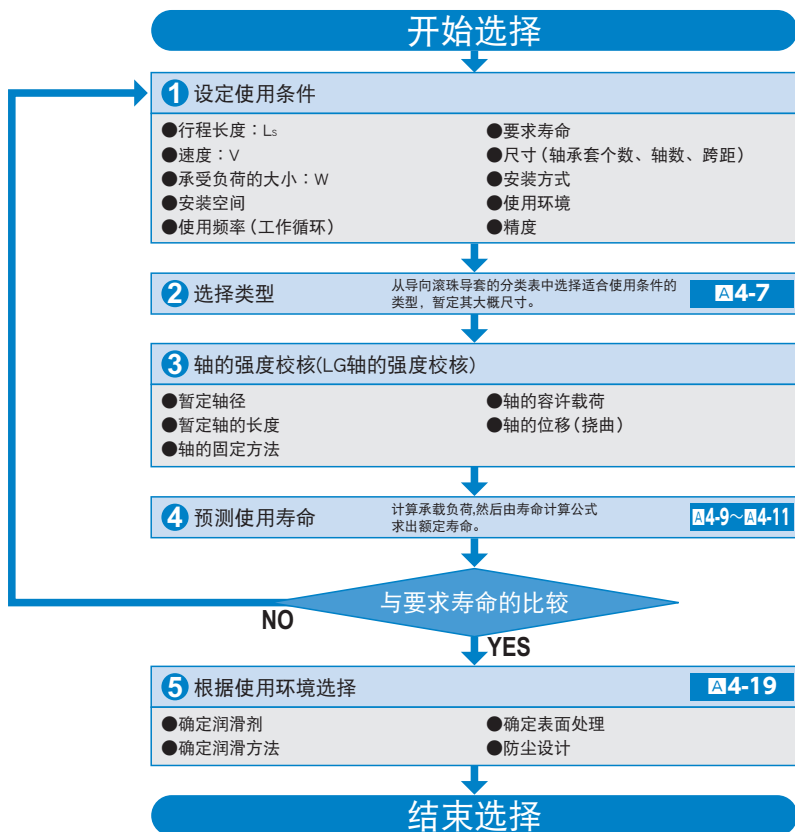 开始选择
1 设定使用条件
●行程长度：Ls
●速度：V
●承受负荷的大小：W
●安装空间
●使用频率（工作循环）
●要求寿命
●尺寸（轴承套个数、轴数、跨距）
●安装方式
●使用环境
●精度
2 选择类型
从导向滚珠导套的分类表中选择适合使用条件的
类型，暂定其大概尺寸。
A4-7
3 轴的强度校核(LG轴的强度校核)
●暂定轴径
●暂定轴的长度
●轴的固定方法
●轴的容许载荷
●轴的位移（挠曲）
4 预测使用寿命
计算承载负荷,然后由寿命计算公式
求出额定寿命。
A4-9～A4-11
与要求寿命的比较
NO
YES
5 根据使用环境选择
A4-19
●确定润滑剂
●确定润滑方法
●确定表面处理
●防尘设计
结束选择